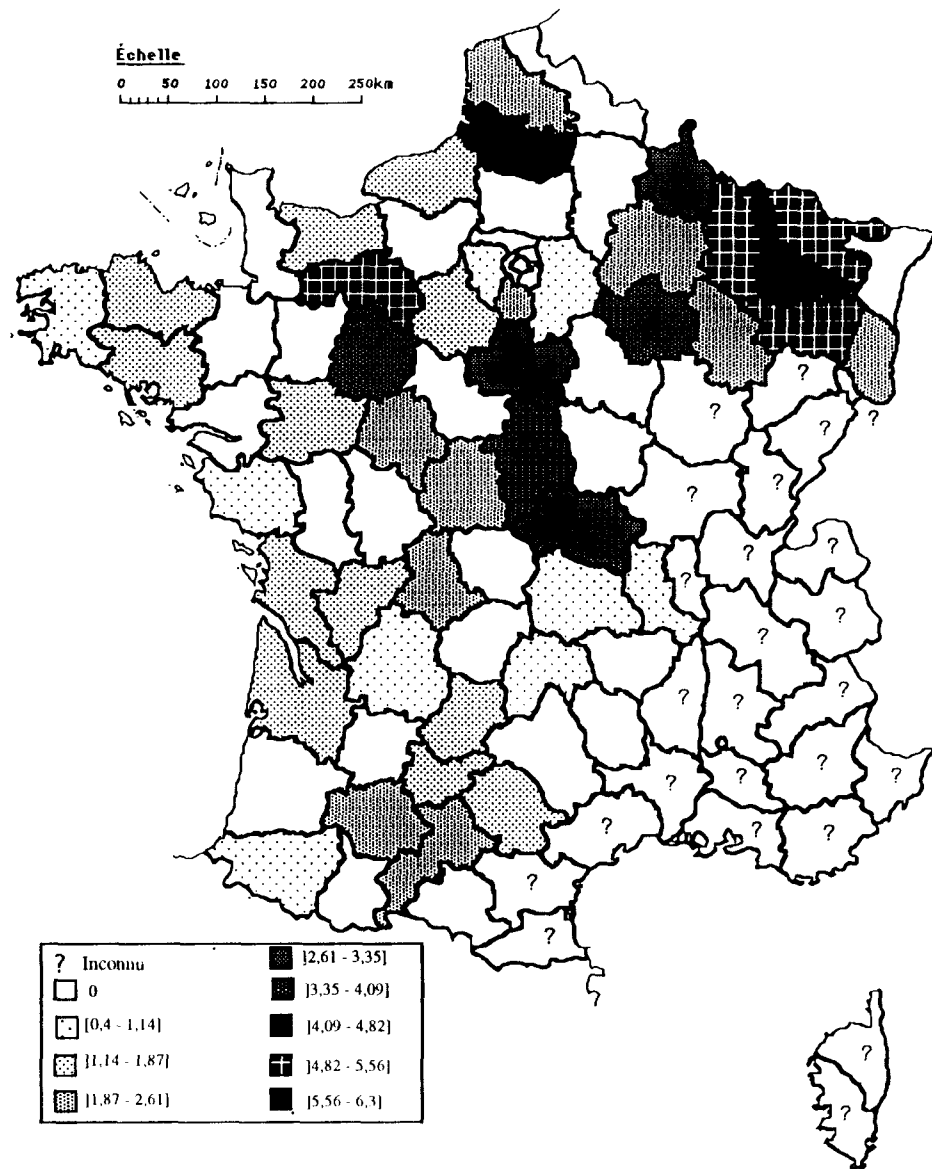 Échelle
0 50 100 150 200 250km
?
? ?
? ?
? ?
? ?
?
?
?
?
? ?
?
? ? ?
? ? ?
?
?
? Inconnu
0
[0,4 - 1,14]
]1,14 - 1,87]
]1,87 - 2,61]
]2,61 - 3,35]
]3,35 - 4,09]
]4,09 - 4,82]
]4,82 - 5,56]
]5,56 - 6,3]
?
?